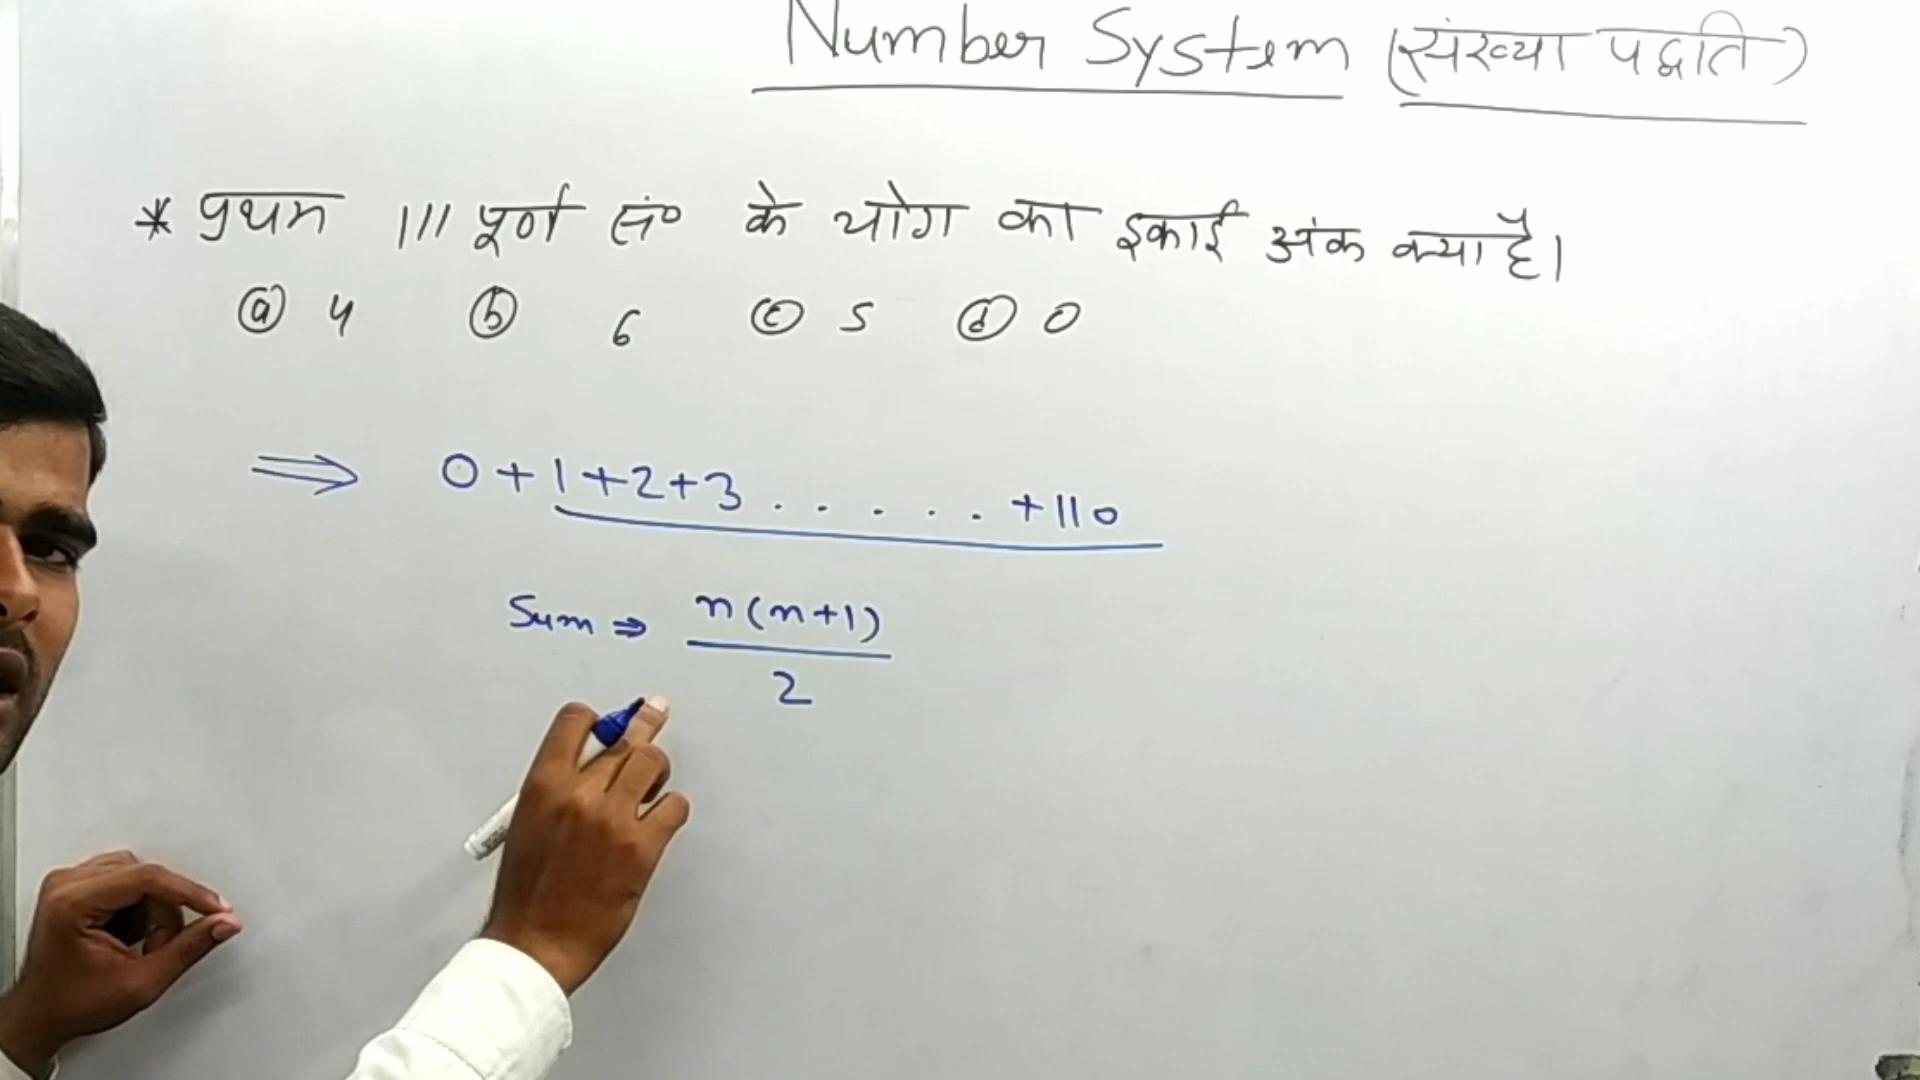 Number System (संख्या पद्धति)
* प्रथम 111 पूर्ण सं० के योग का इकाई अंक क्या है।
(a) 4 (b) 6 (c) 5 (d) 0
⇒ 0+1+2+3 . . . . . +110
Sum ⇒ n(n+1)
2